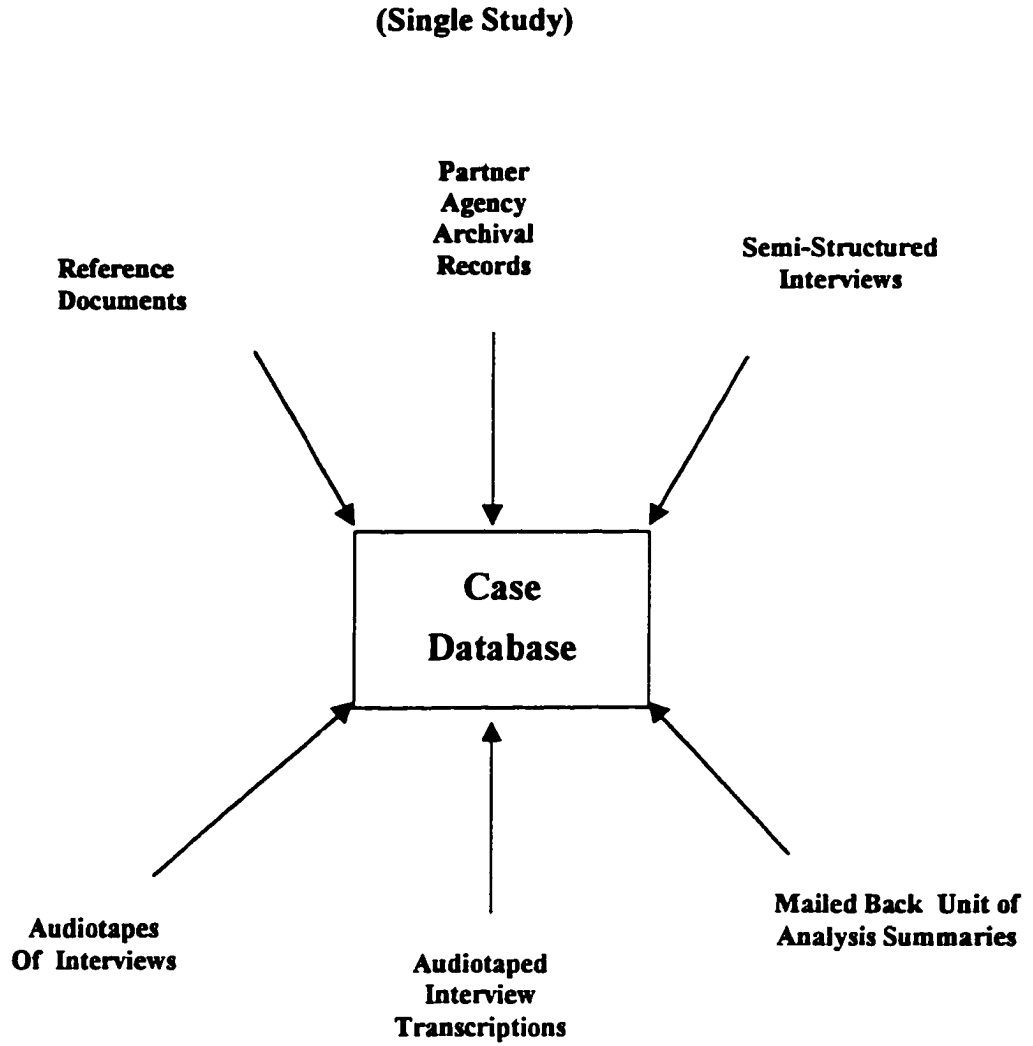 (Single Study)
Partner
Agency
Archival
Records
Reference
Documents
Semi-Structured
Interviews
Case
Database
Audiotapes
Of Interviews
Audiotaped
Interview
Transcriptions
Mailed Back Unit of
Analysis Summaries